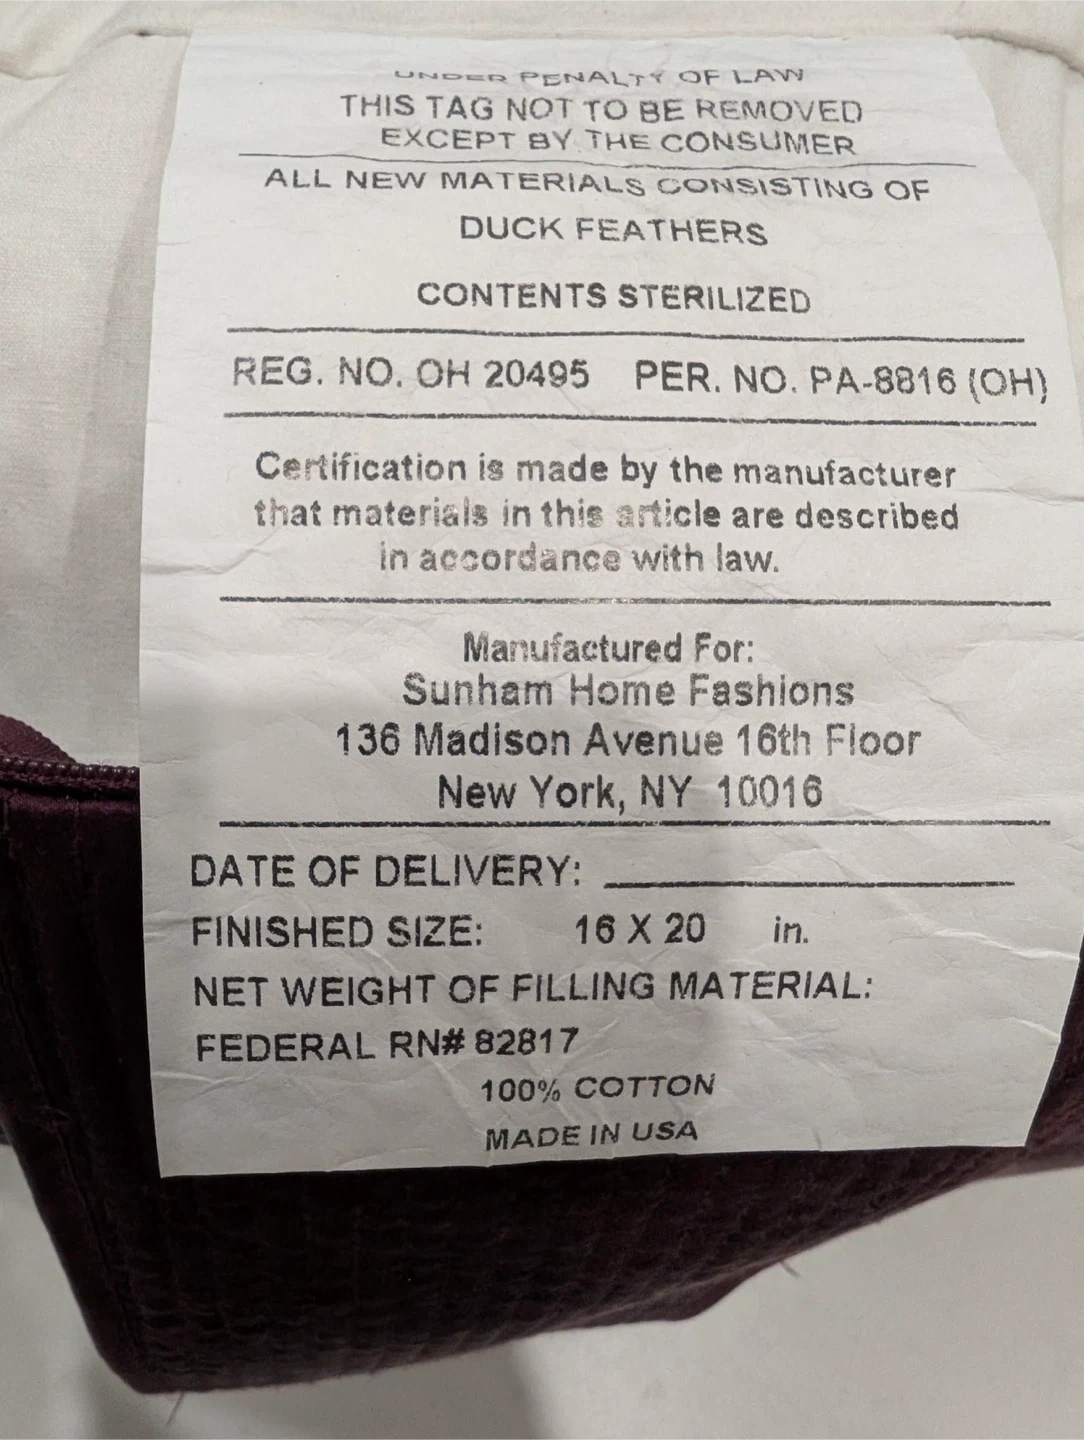 UNDER PENALTY OF LAW
THIS TAG NOT TO BE REMOVED
EXCEPT BY THE CONSUMER
ALL NEW MATERIALS CONSISTING OF
DUCK FEATHERS
CONTENTS STERILIZED
REG. NO. OH 20495 PER. NO. PA-8816 (OH)
Certification is made by the manufacturer
that materials in this article are described
in accordance with law.
Manufactured For:
Sunham Home Fashions
136 Madison Avenue 16th Floor
New York, NY 10016
DATE OF DELIVERY:
FINISHED SIZE: 16 X 20 in.
NET WEIGHT OF FILLING MATERIAL:
FEDERAL RN# 82817
100% COTTON
MADE IN USA